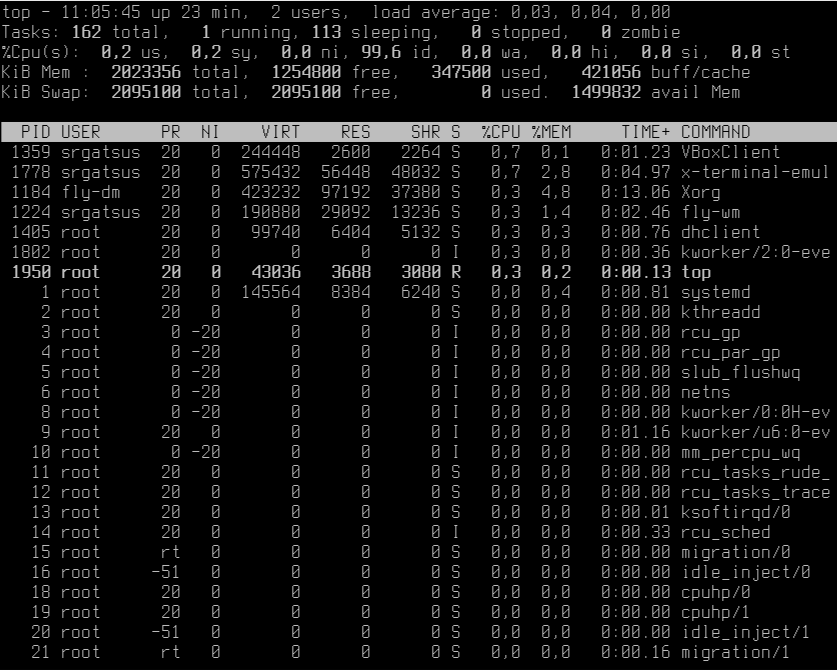 top - 11:05:45 up 23 min,  2 users,  load average: 0,03, 0,04, 0,00
Tasks: 162 total,   1 running, 113 sleeping,   0 stopped,   0 zombie
%Cpu(s):  0,2 us,  0,2 sy,  0,0 ni, 99,6 id,  0,0 wa,  0,0 hi,  0,0 si,  0,0 st
KiB Mem :  2023356 total,  1254800 free,   347500 used,   421056 buff/cache
KiB Swap:  2095100 total,  2095100 free,        0 used.  1499832 avail Mem
PID USER      PR  NI    VIRT    RES    SHR S  %CPU %MEM     TIME+ COMMAND
1359 srgatsus  20   0  244448   2600   2264 S   0,7  0,1   0:01.23 VBoxClient
1778 srgatsus  20   0  575432  56448  48032 S   0,7  2,8   0:04.97 x-terminal-emul
1184 fly-dm    20   0  423232  97192  37380 S   0,3  4,8   0:13.06 Xorg
1224 srgatsus  20   0  190880  29092  13236 S   0,3  1,4   0:02.46 fly-wm
1405 root      20   0   99740   6404   5132 S   0,3  0,3   0:00.76 dhclient
1802 root      20   0       0      0      0 I   0,3  0,0   0:00.36 kworker/2:0-eve
1950 root      20   0   43036   3688   3080 R   0,3  0,2   0:00.13 top
1 root      20   0  145564   8384   6240 S   0,0  0,4   0:00.81 systemd
2 root      20   0       0      0      0 S   0,0  0,0   0:00.00 kthreadd
3 root       0 -20       0      0      0 I   0,0  0,0   0:00.00 rcu_gp
4 root       0 -20       0      0      0 I   0,0  0,0   0:00.00 rcu_par_gp
5 root       0 -20       0      0      0 I   0,0  0,0   0:00.00 slub_flushwq
6 root       0 -20       0      0      0 I   0,0  0,0   0:00.00 netns
8 root       0 -20       0      0      0 I   0,0  0,0   0:00.00 kworker/0:0H-ev
9 root      20   0       0      0      0 I   0,0  0,0   0:01.16 kworker/u6:0-ev
10 root       0 -20       0      0      0 I   0,0  0,0   0:00.00 mm_percpu_wq
11 root      20   0       0      0      0 S   0,0  0,0   0:00.00 rcu_tasks_rude_
12 root      20   0       0      0      0 S   0,0  0,0   0:00.00 rcu_tasks_trace
13 root      20   0       0      0      0 S   0,0  0,0   0:00.01 ksoftirqd/0
14 root      20   0       0      0      0 I   0,0  0,0   0:00.33 rcu_sched
15 root      rt   0       0      0      0 S   0,0  0,0   0:00.00 migration/0
16 root     -51   0       0      0      0 S   0,0  0,0   0:00.00 idle_inject/0
18 root      20   0       0      0      0 S   0,0  0,0   0:00.00 cpuhp/0
19 root      20   0       0      0      0 S   0,0  0,0   0:00.00 cpuhp/1
20 root     -51   0       0      0      0 S   0,0  0,0   0:00.00 idle_inject/1
21 root      rt   0       0      0      0 S   0,0  0,0   0:00.16 migration/1